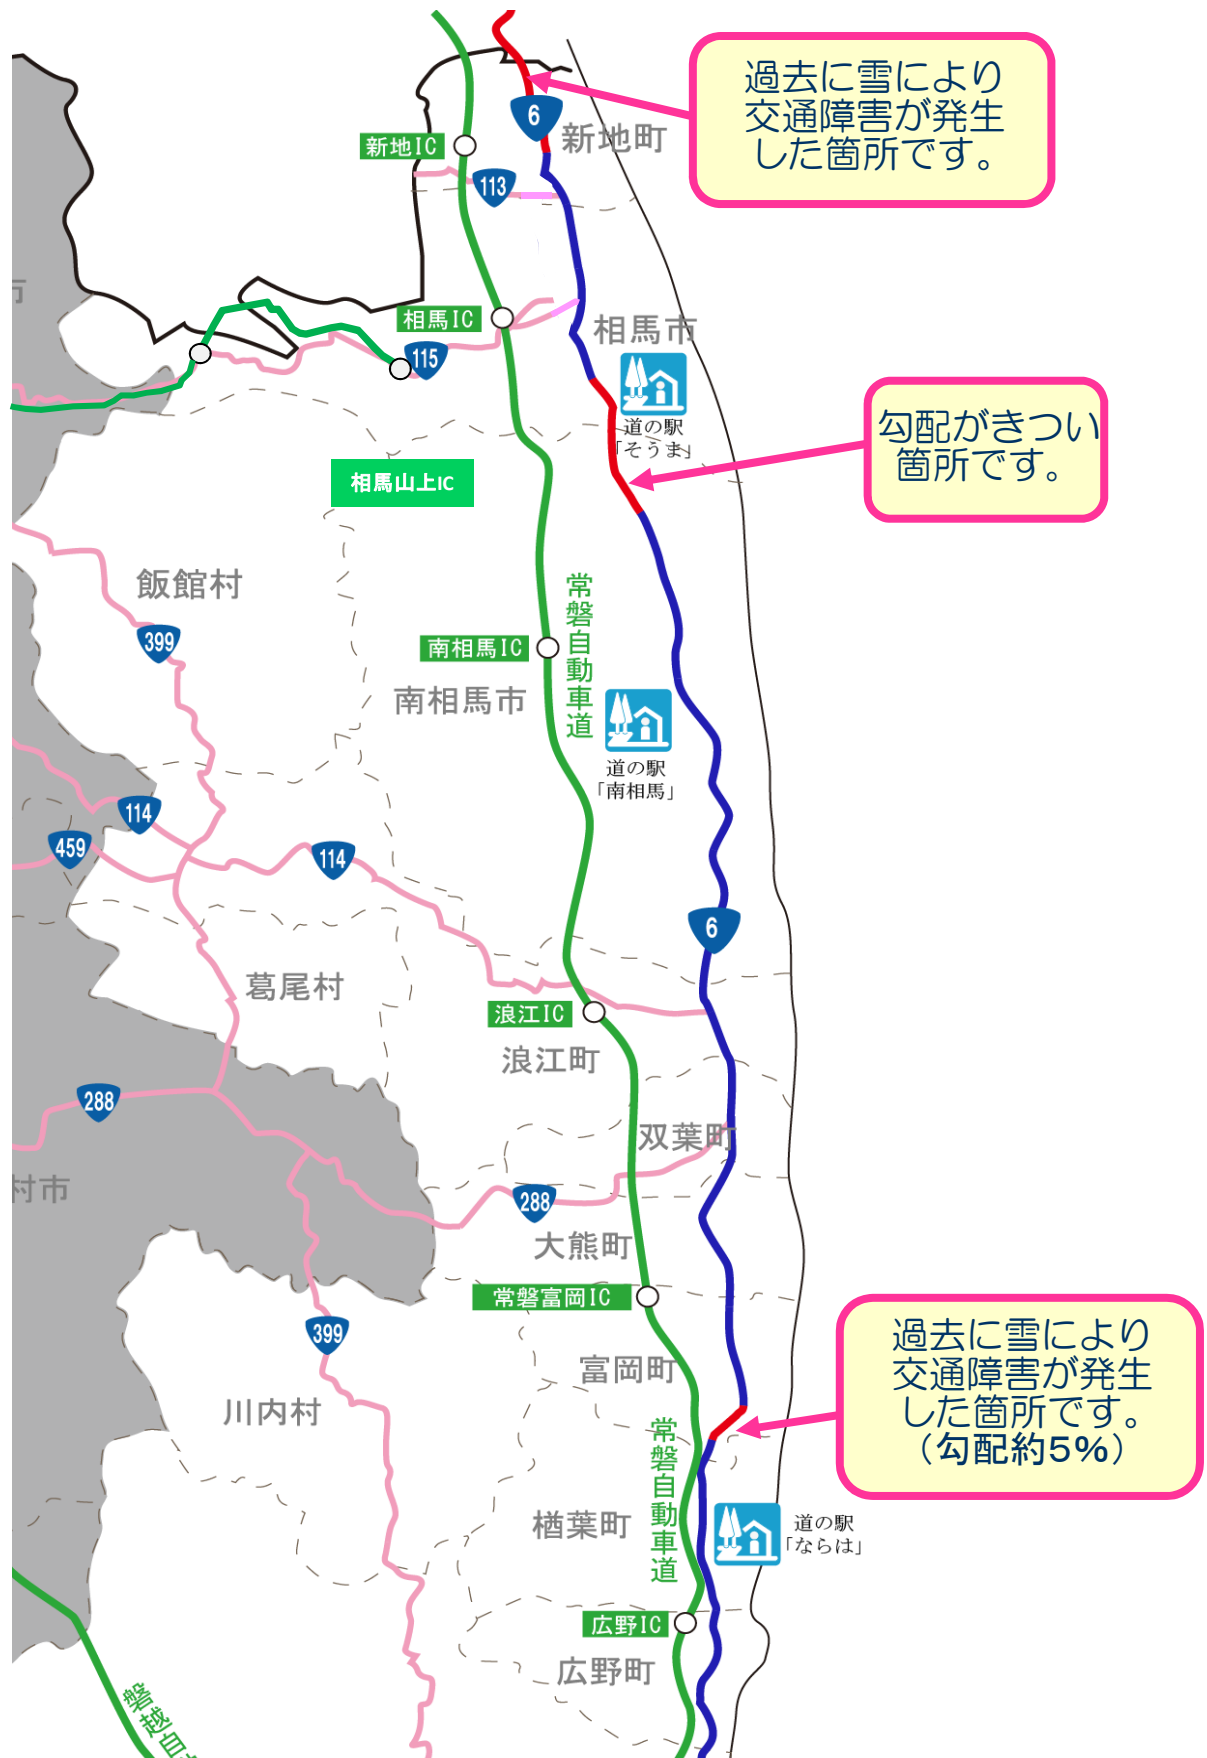 過去に雪により
交通障害が発生
した箇所です。
6
新地町
新地IC
113
相馬IC
相馬市
115
道の駅
「そうま」
勾配がきつい
箇所です。
相馬山上IC
飯館村
常磐自動車道
399
南相馬IC
南相馬市
道の駅
「南相馬」
114
459
114
6
葛尾村
浪江IC
浪江町
288
双葉町
村市
288
大熊町
常磐富岡IC
399
富岡町
川内村
過去に雪により
交通障害が発生
した箇所です。
(勾配約5%)
常磐自動車道
楢葉町
道の駅
「ならは」
広野IC
広野町
磐越自